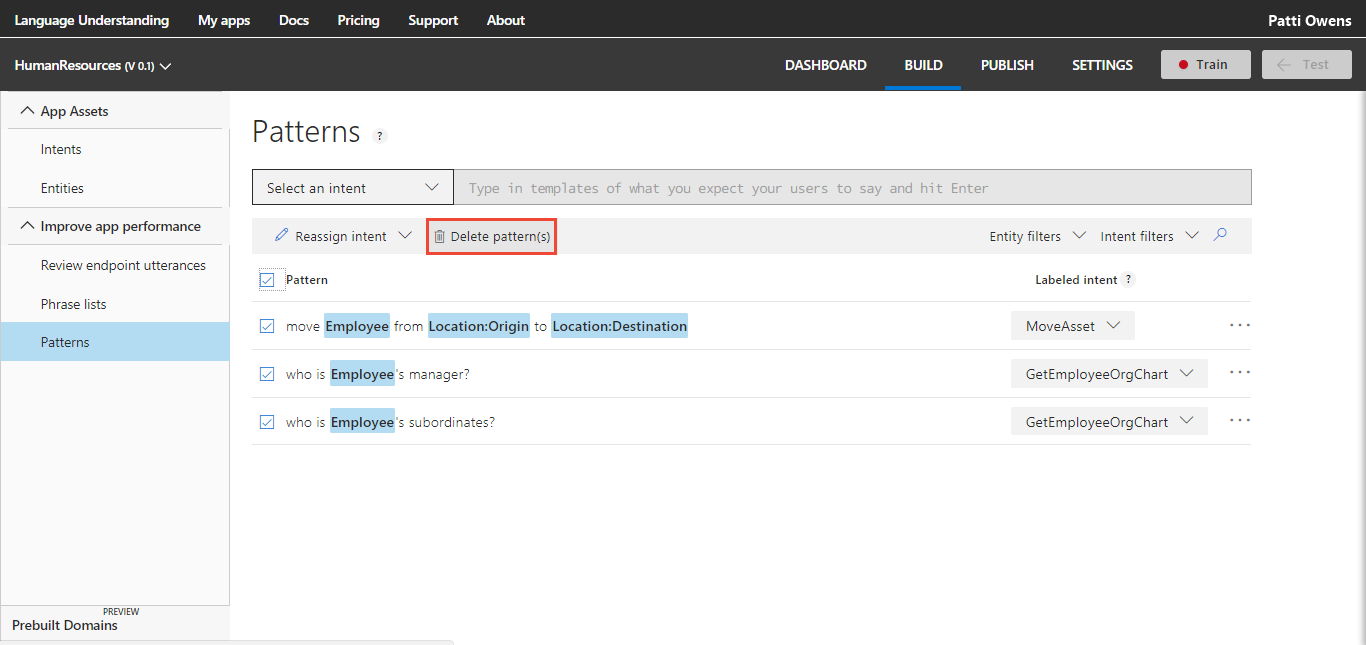 Language Understanding My apps Docs Pricing Support About Patti Owens
HumanResources (V 0.1) DASHBOARD BUILD PUBLISH SETTINGS Train Test
App Assets
Intents
Entities
Improve app performance
Review endpoint utterances
Phrase lists
Patterns
PREVIEW
Prebuilt Domains
Patterns ?
Select an intent Type in templates of what you expect your users to say and hit Enter
Reassign intent Delete pattern(s) Entity filters Intent filters
Pattern Labeled intent ?
move Employee from Location:Origin to Location:Destination MoveAsset ...
who is Employee's manager? GetEmployeeOrgChart ...
who is Employee's subordinates? GetEmployeeOrgChart ...